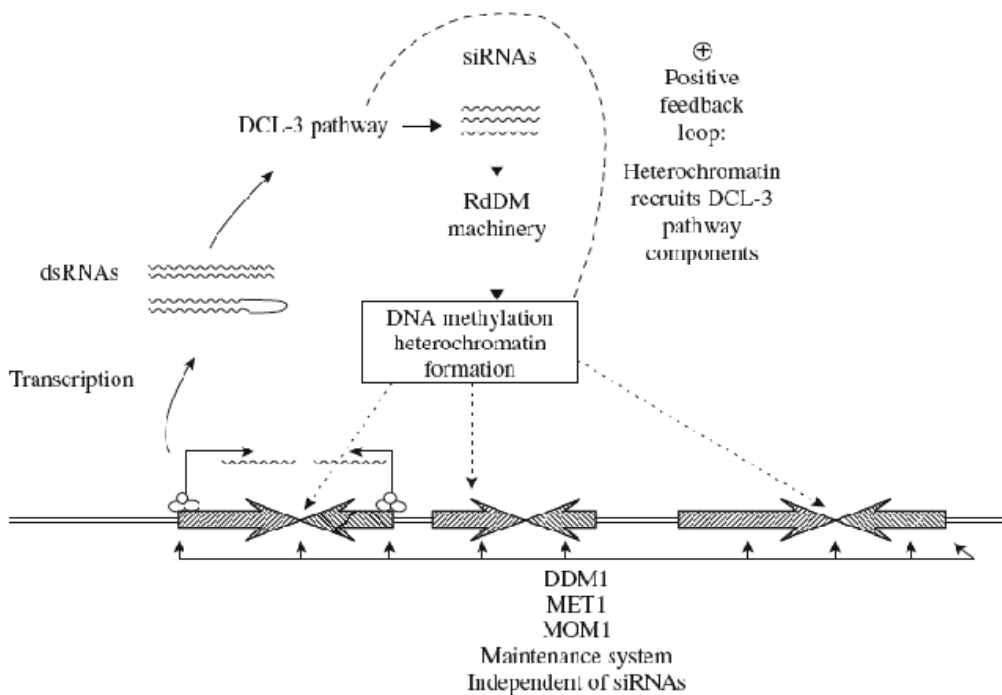 siRNAs
DCL-3 pathway
RdDM
machinery
⊕
Positive
feedback
loop:
Heterochromatin
recruits DCL-3
pathway
components
dsRNAs
DNA methylation
heterochromatin
formation
Transcription
DDM1
MET1
MOM1
Maintenance system
Independent of siRNAs